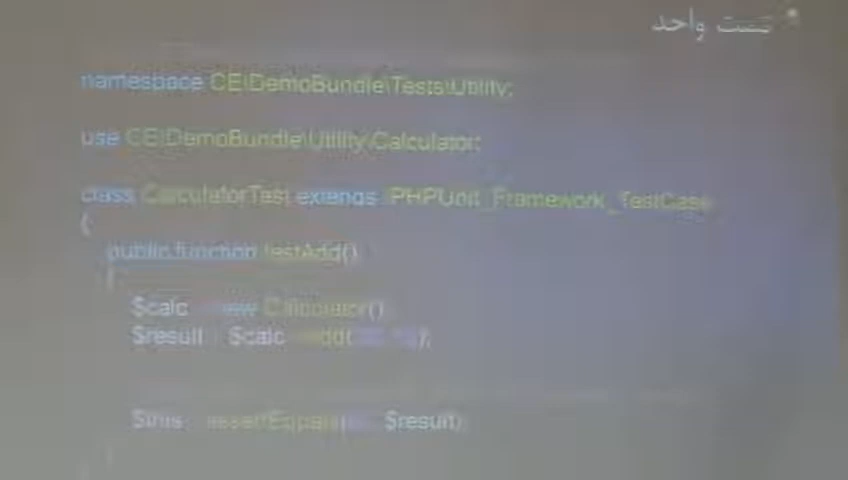 تست واحد
namespace CE\DemoBundle\Tests\Utility;
use CE\DemoBundle\Utility\Calculator;
class CalculatorTest extends \PHPUnit_Framework_TestCase
{
public function testAdd()
{
$calc new Calculator();
$result $calc add( );
$this assertEquals( $result);
}